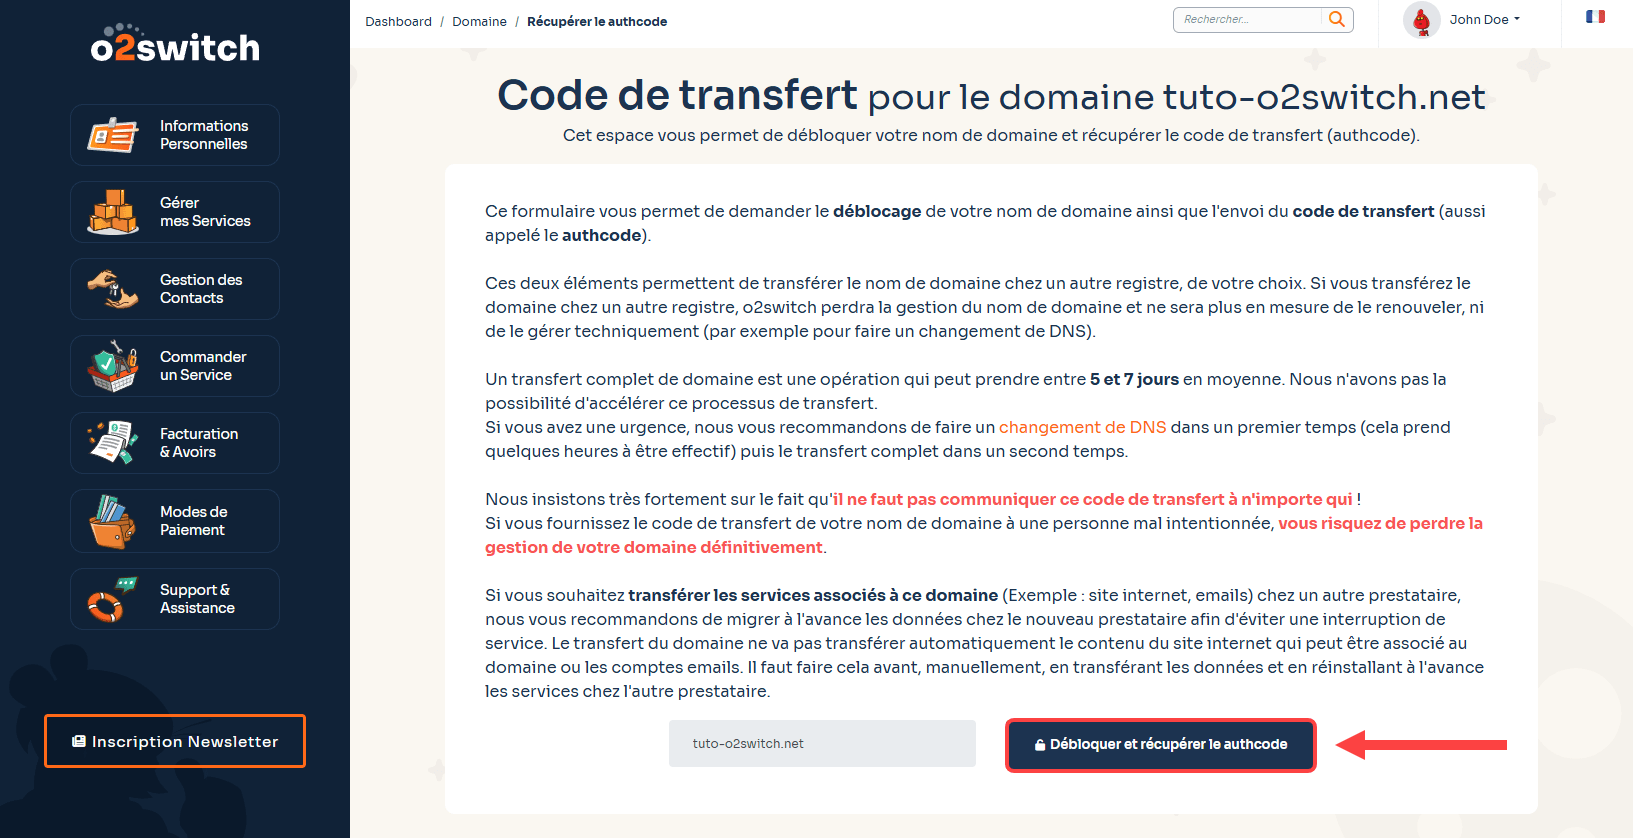 o2switch
Informations
Personnelles
Gérer
mes Services
Gestion des
Contacts
Commander
un Service
Facturation
& Avoirs
Modes de
Paiement
Support &
Assistance
Inscription Newsletter
Dashboard / Domaine / Récupérer le authcode
Rechercher...
John Doe
Code de transfert pour le domaine tuto-o2switch.net
Cet espace vous permet de débloquer votre nom de domaine et récupérer le code de transfert (authcode).
Ce formulaire vous permet de demander le déblocage de votre nom de domaine ainsi que l'envoi du code de transfert (aussi
appelé le authcode).
Ces deux éléments permettent de transférer le nom de domaine chez un autre registre, de votre choix. Si vous transférez le
domaine chez un autre registre, o2switch perdra la gestion du nom de domaine et ne sera plus en mesure de le renouveler, ni
de le gérer techniquement (par exemple pour faire un changement de DNS).
Un transfert complet de domaine est une opération qui peut prendre entre 5 et 7 jours en moyenne. Nous n'avons pas la
possibilité d'accélérer ce processus de transfert.
Si vous avez une urgence, nous vous recommandons de faire un changement de DNS dans un premier temps (cela prend
quelques heures à être effectif) puis le transfert complet dans un second temps.
Nous insistons très fortement sur le fait qu'il ne faut pas communiquer ce code de transfert à n'importe qui !
Si vous fournissez le code de transfert de votre nom de domaine à une personne mal intentionnée, vous risquez de perdre la
gestion de votre domaine définitivement.
Si vous souhaitez transférer les services associés à ce domaine (Exemple : site internet, emails) chez un autre prestataire,
nous vous recommandons de migrer à l'avance les données chez le nouveau prestataire afin d'éviter une interruption de
service. Le transfert du domaine ne va pas transférer automatiquement le contenu du site internet qui peut être associé au
domaine ou les comptes emails. Il faut faire cela avant, manuellement, en transférant les données et en réinstallant à l'avance
les services chez l'autre prestataire.
tuto-o2switch.net
Débloquer et récupérer le authcode